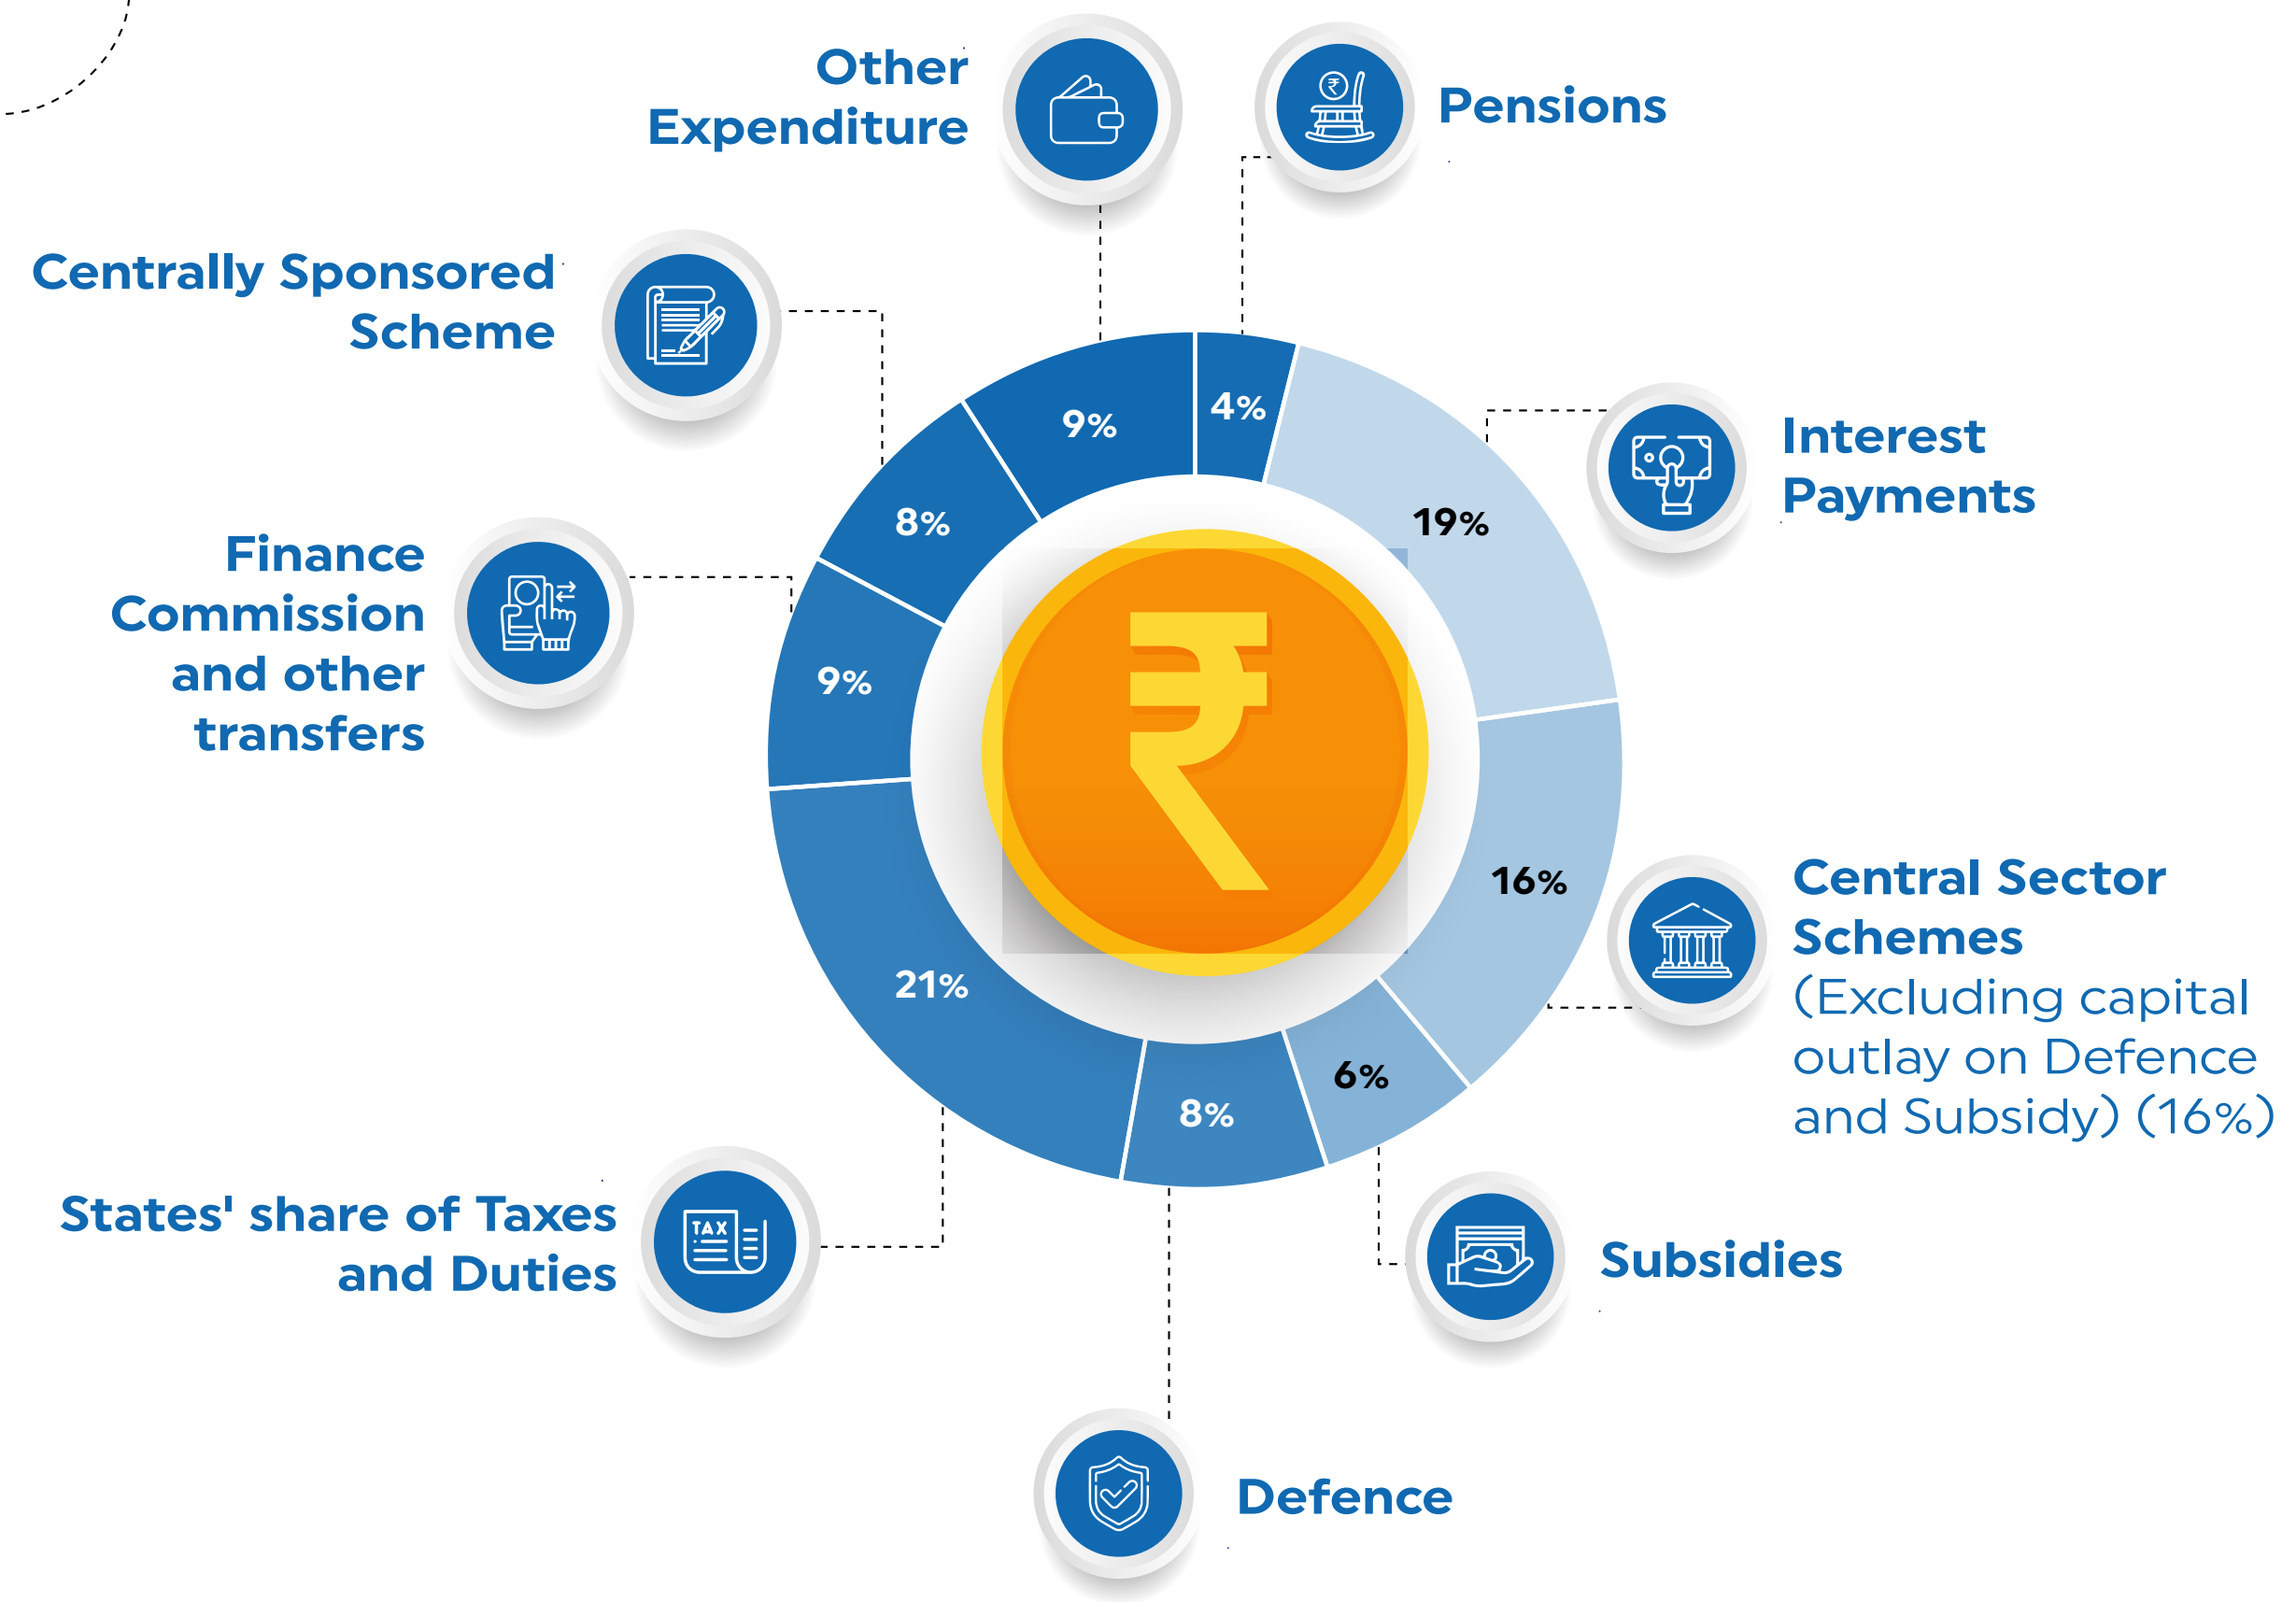 Other
Expenditure
Pensions
Centrally Sponsored
Scheme
Interest
Payments
Finance
Commission
and other
transfers
9%
4%
8%
19%
9%
16%
21%
6%
8%
₹
₹
Central Sector
Schemes
(Excluding capital
outlay on Defence
and Subsidy) (16%)
States' share of Taxes
and Duties
TAX
Subsidies
Defence